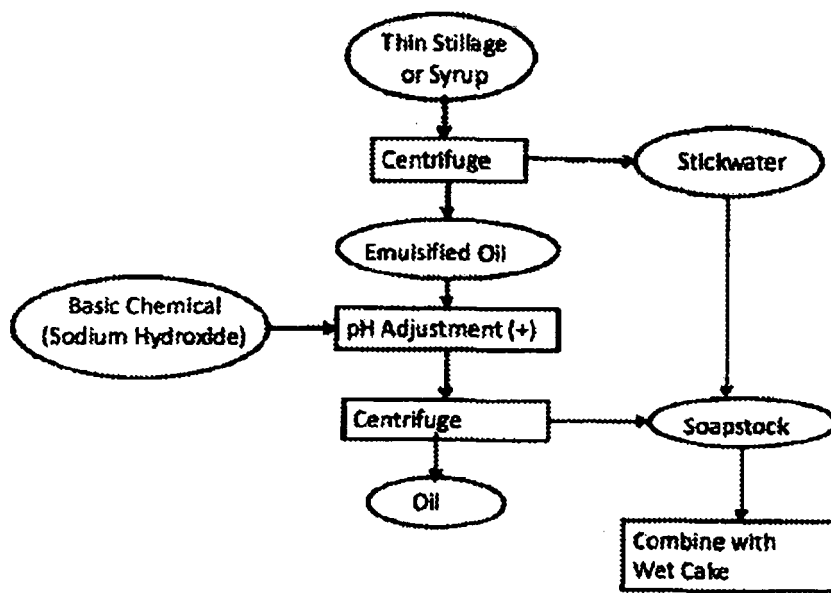 Thin Stillage
or Syrup
Centrifuge
Stickwater
Emulsified Oil
Basic Chemical
(Sodium Hydroxide)
pH Adjustment (+)
Centrifuge
Soapstock
Oil
Combine with
Wet Cake